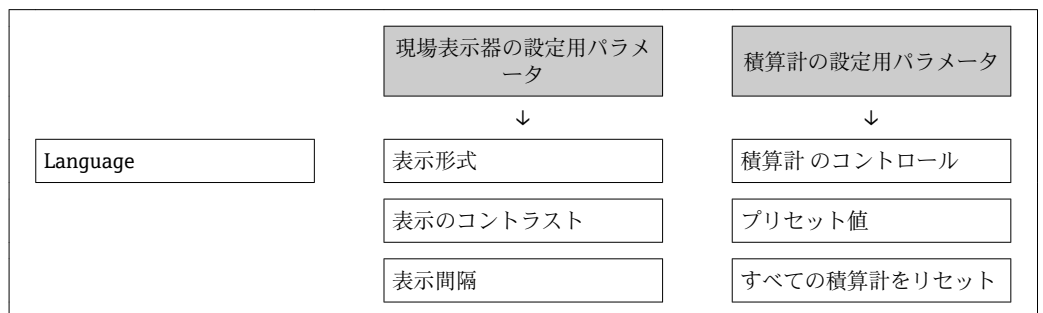 現場表示器の設定用パラメ
ータ
積算計の設定用パラメータ
↓
↓
Language
表示形式
積算計 のコントロール
表示のコントラスト
プリセット値
表示間隔
すべての積算計をリセット